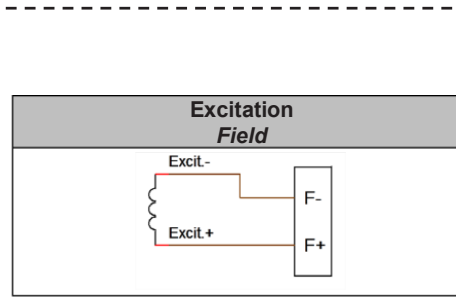 Excitation
Field
Excit.-
F-
Excit.+
F+